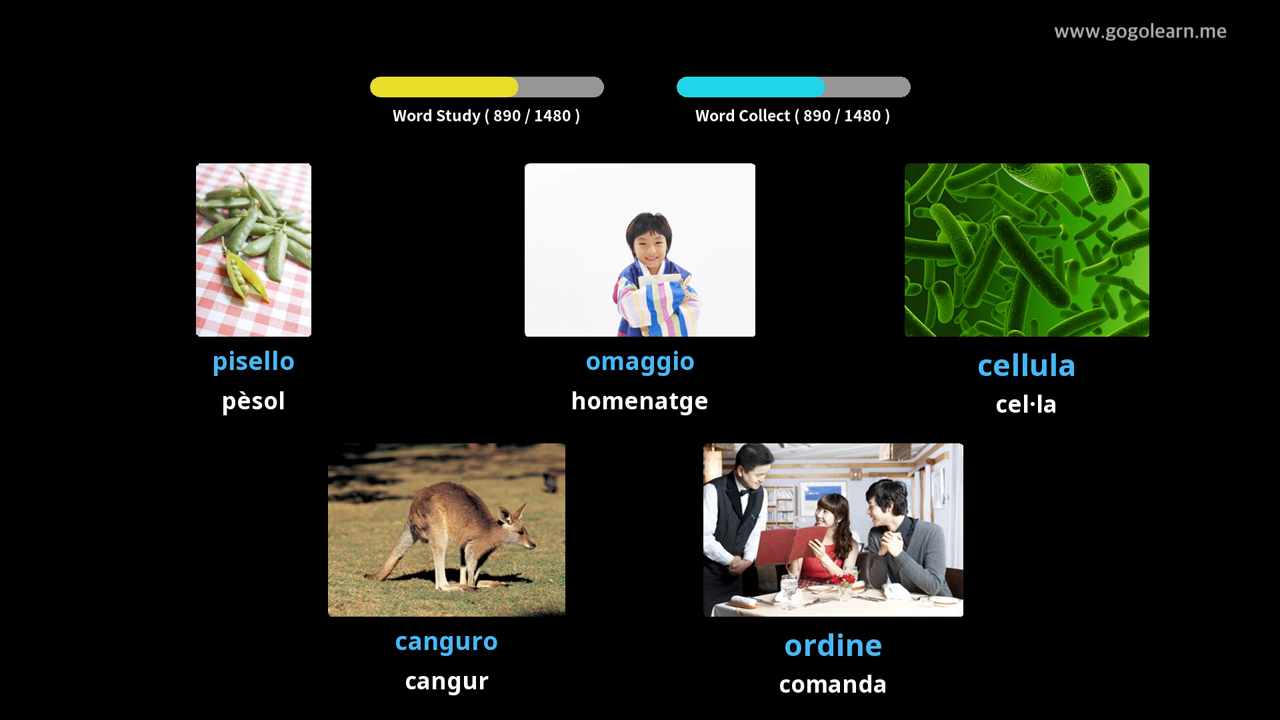 www.gogolearn.me
Word Study ( 890 / 1480 )
Word Collect ( 890 / 1480 )
pisello
pèsol
omaggio
homenatge
cellula
cel·la
canguro
cangur
ordine
comanda